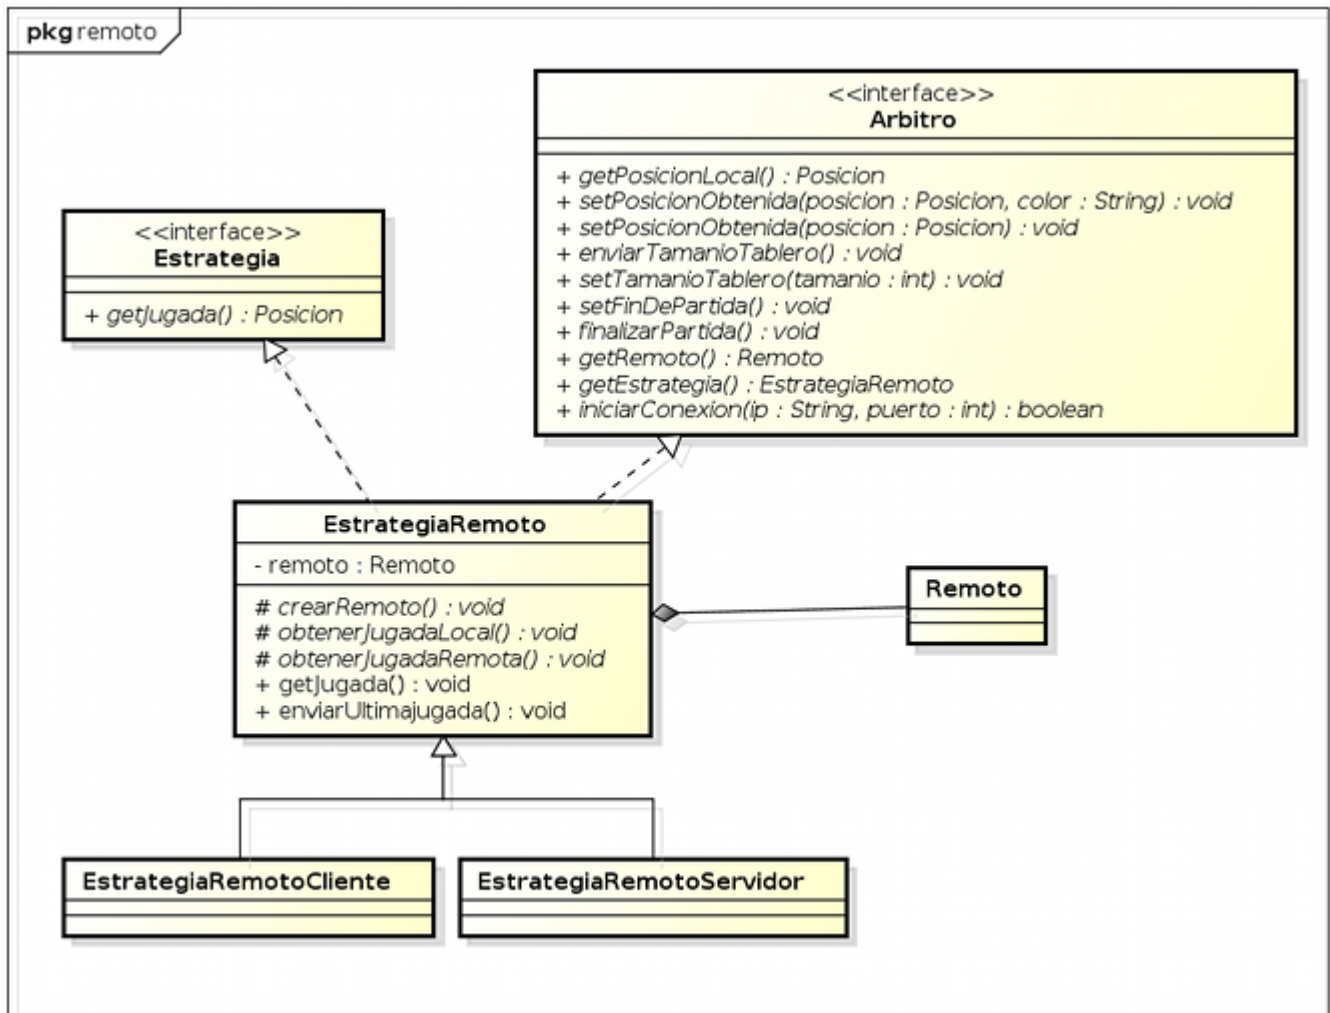 pkg remoto
<<interface>>
Arbitro
+ getPosicionLocal() : Posicion
+ setPosicionObtenida(posicion : Posicion, color : String) : void
+ setPosicionObtenida(posicion : Posicion) : void
+ enviarTamanioTablero() : void
+ setTamanioTablero(tamanio : int) : void
+ setFinDePartida() : void
+ finalizarPartida() : void
+ getRemoto() : Remoto
+ getEstrategia() : EstrategiaRemoto
+ iniciarConexion(ip : String, puerto : int) : boolean
<<interface>>
Estrategia
+ getJugada() : Posicion
EstrategiaRemoto
- remoto : Remoto
# crearRemoto() : void
# obtenerJugadaLocal() : void
# obtenerJugadaRemota() : void
+ getJugada() : void
+ enviarUltimajugada() : void
Remoto
EstrategiaRemotoCliente
EstrategiaRemotoServidor